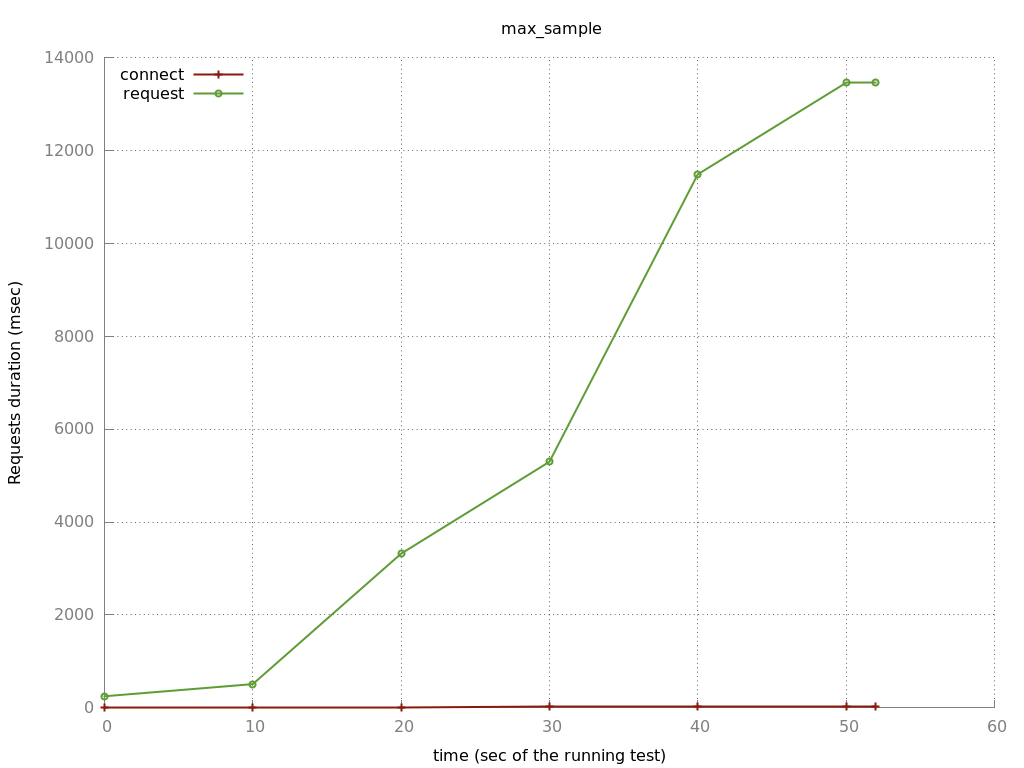 max_sample
14000
12000
10000
8000
6000
4000
2000
0
connect
request
Requests duration (msec)
0 10 20 30 40 50 60
time (sec of the running test)